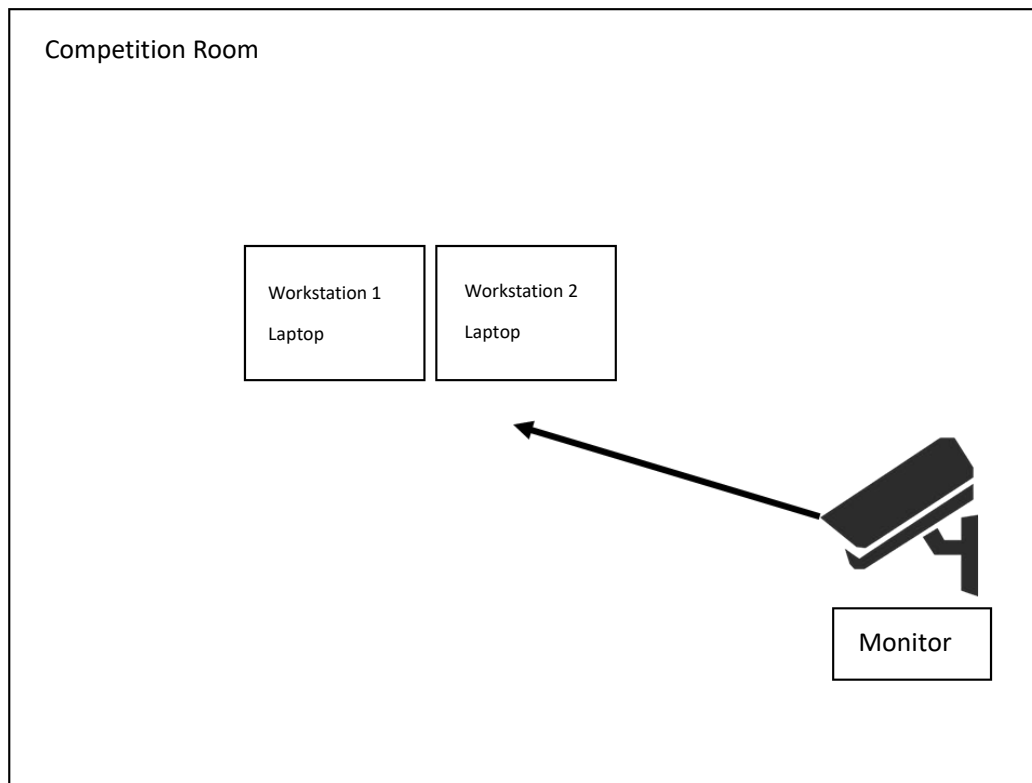 Competition Room
Workstation 1
Laptop
Workstation 2
Laptop
Monitor